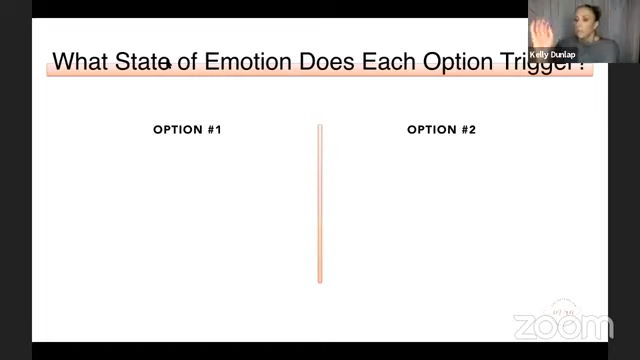 What State of Emotion Does Each Option Trigger?
Kelly Dunlap
OPTION #1
OPTION #2
zoom